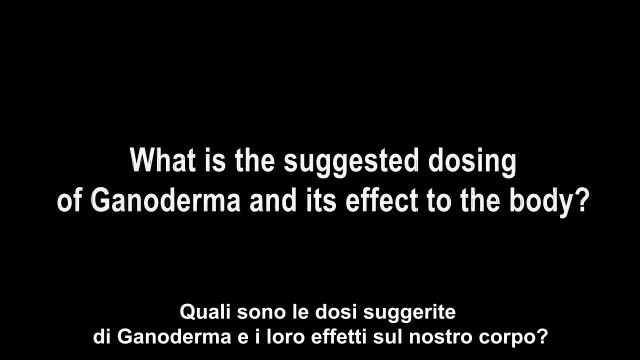 What is the suggested dosing
of Ganoderma and its effect to the body?
Quali sono le dosi suggerite
di Ganoderma e i loro effetti sul nostro corpo?